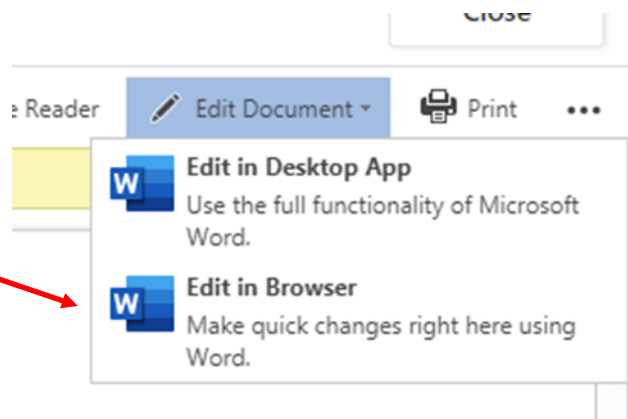 Close
e Reader Edit Document Print
Edit in Desktop App
Use the full functionality of Microsoft
Word.
Edit in Browser
Make quick changes right here using
Word.